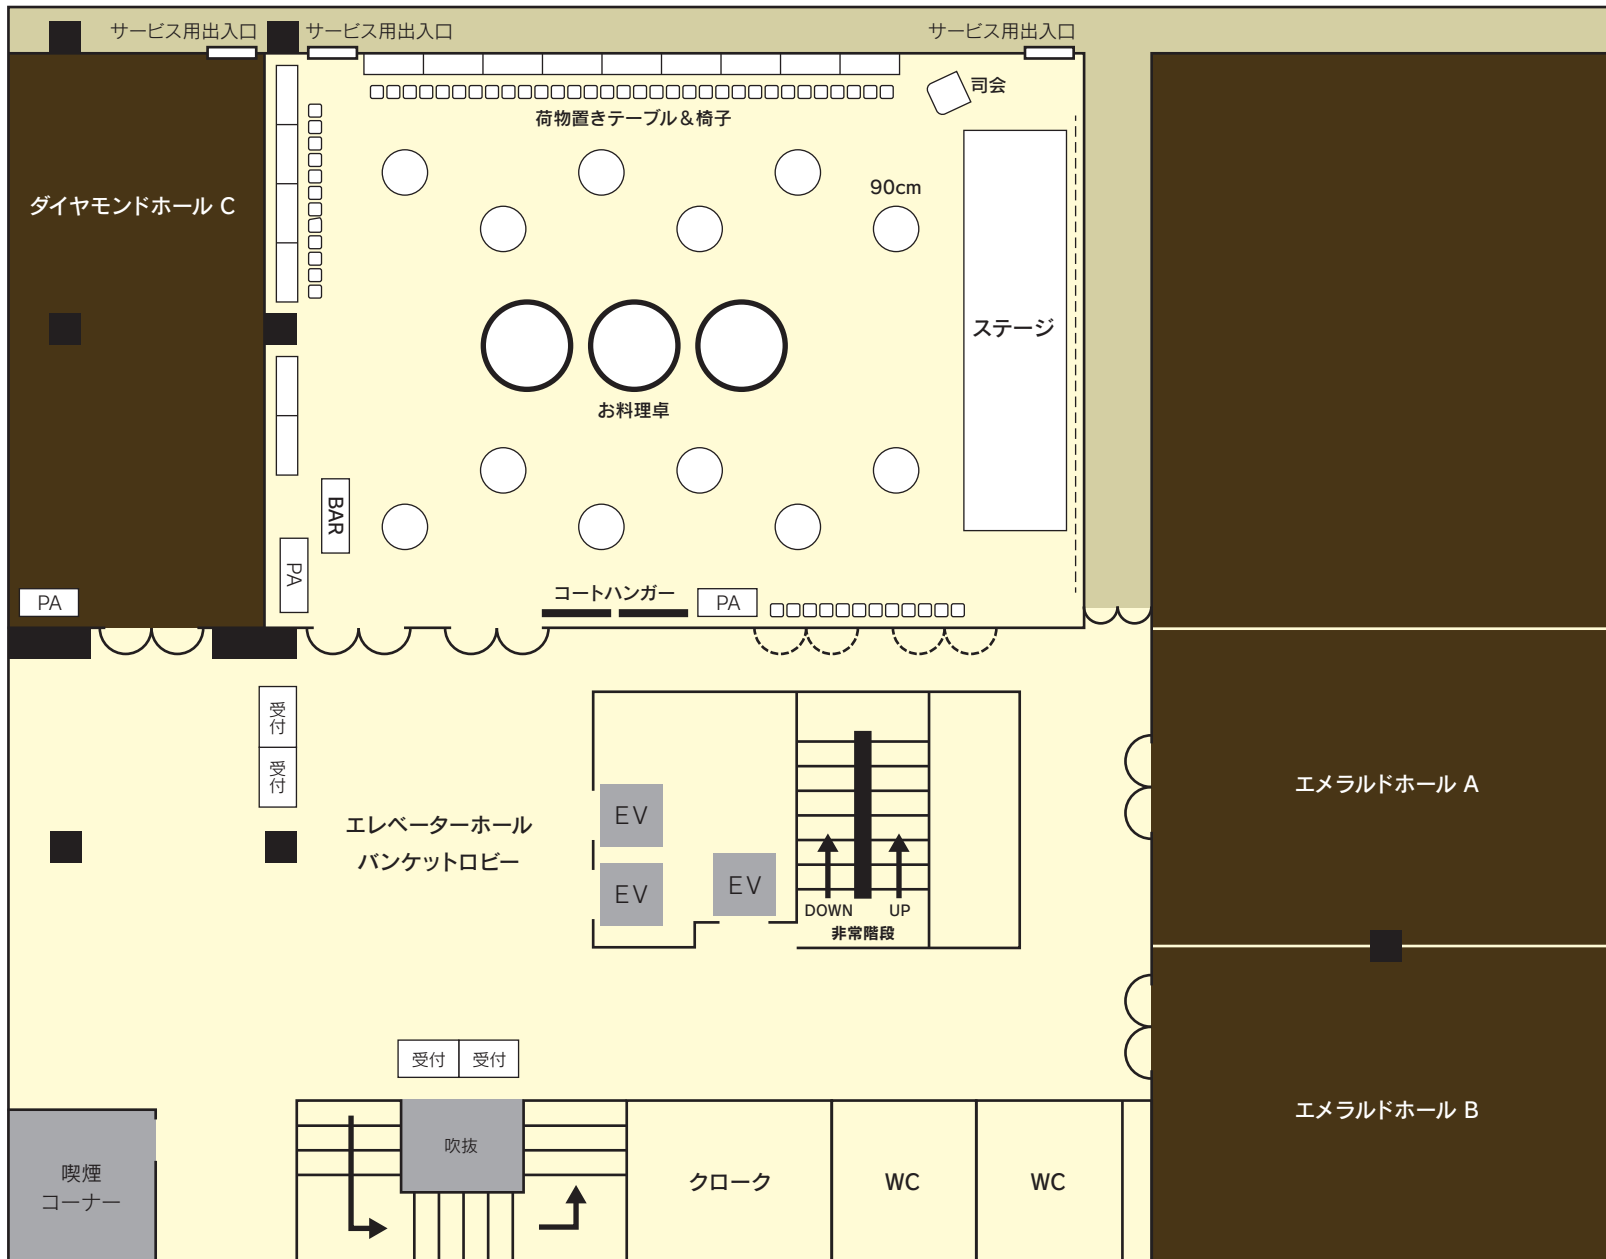 サービス用出入口
サービス用出入口
サービス用出入口
司会
荷物置きテーブル＆椅子
90cm
ダイヤモンドホール C
ステージ
お料理卓
BAR
PA
PA
コートハンガー
PA
受付
受付
エレベーターホール
バンケットロビー
EV
EV
EV
DOWN
UP
非常階段
エメラルドホール A
受付
受付
エメラルドホール B
吹抜
喫煙
コーナー
クローク
WC
WC